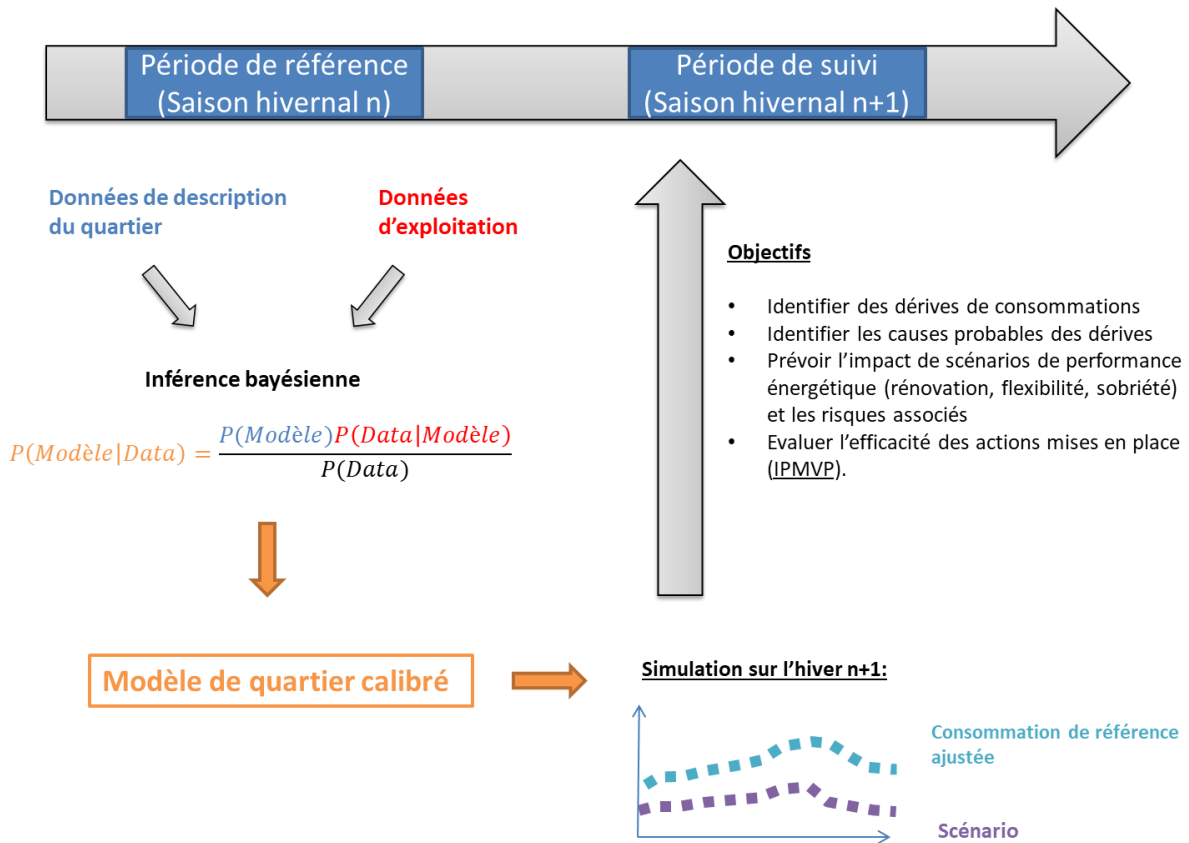 Période de référence
(Saison hivernal n)
Période de suivi
(Saison hivernal n+1)
Données de description
du quartier
Données
d’exploitation
Inférence bayésienne
P(Modèle|Data) = P(Modèle)P(Data|Modèle)
P(Data)
Modèle de quartier calibré
Objectifs
• Identifier des dérives de consommations
• Identifier les causes probables des dérives
• Prévoir l’impact de scénarios de performance
énergétique (rénovation, flexibilité, sobriété)
et les risques associés
• Evaluer l’efficacité des actions mises en place
(IPMVP).
Simulation sur l’hiver n+1:
Consommation de référence
ajustée
Scénario